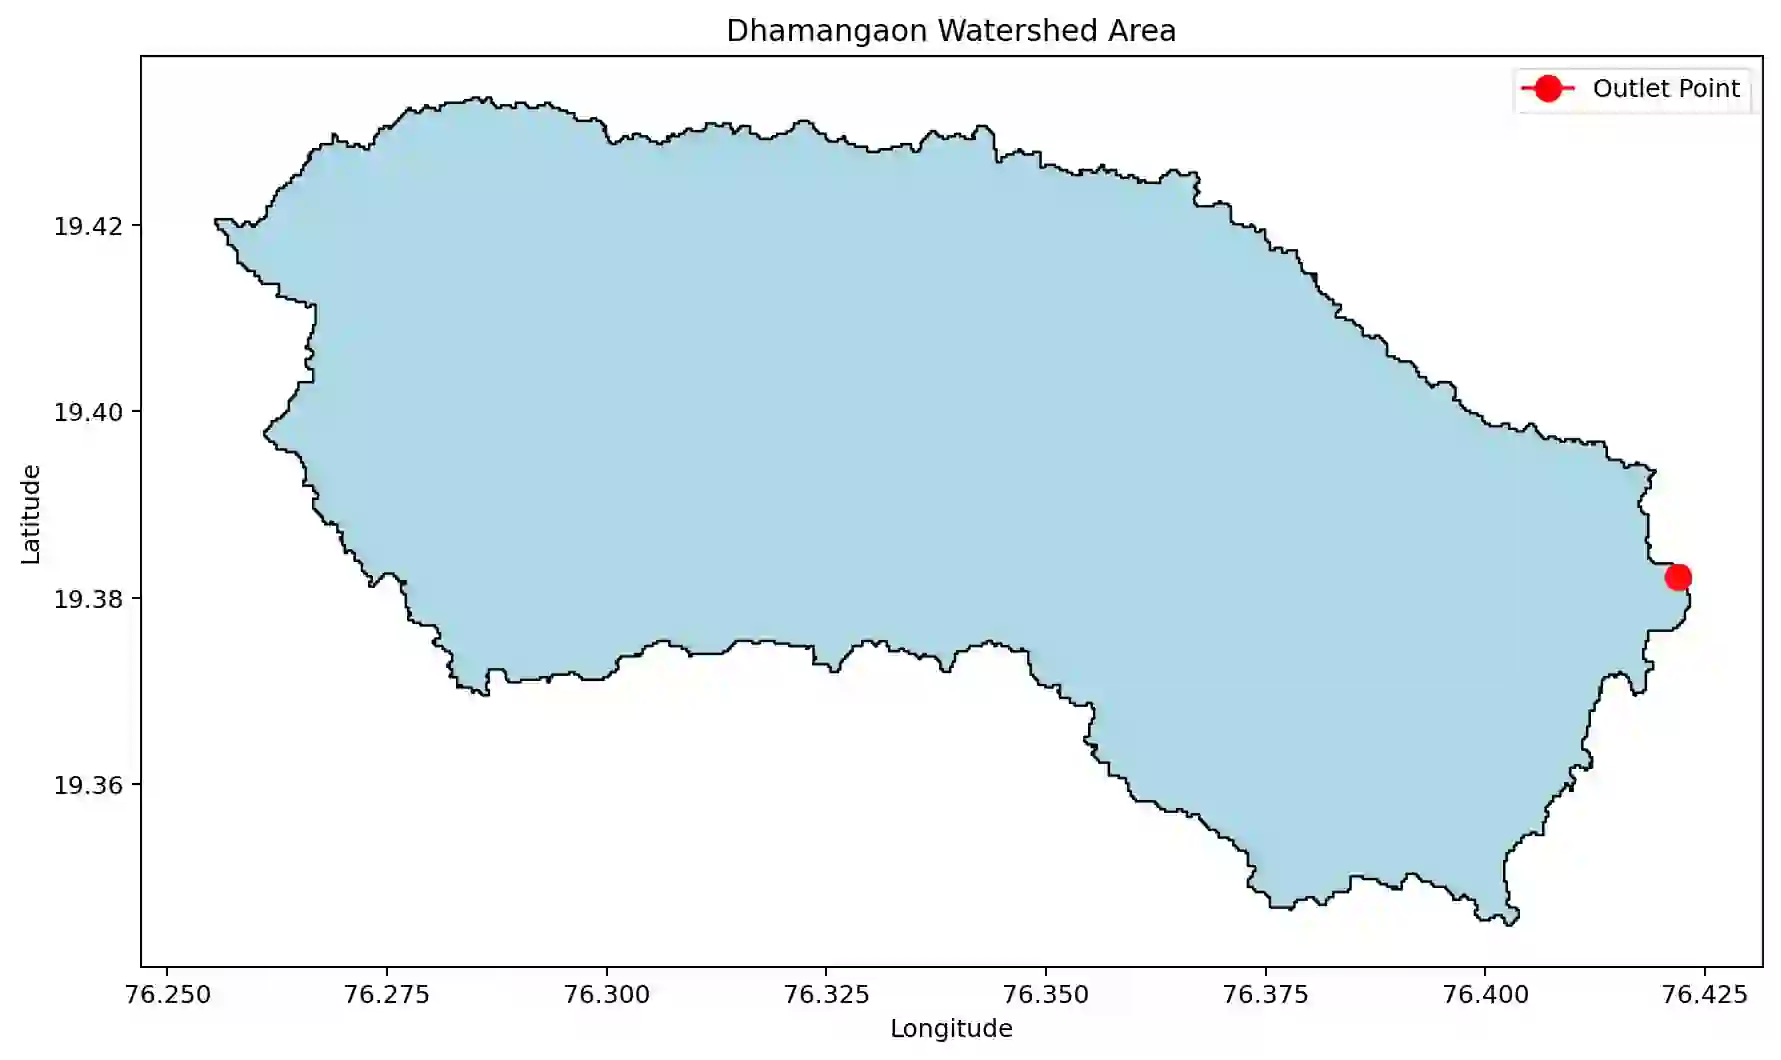 Dhamangaon Watershed Area
Outlet Point
19.42
19.40
19.38
19.36
Latitude
76.250 76.275 76.300 76.325 76.350 76.375 76.400 76.425
Longitude